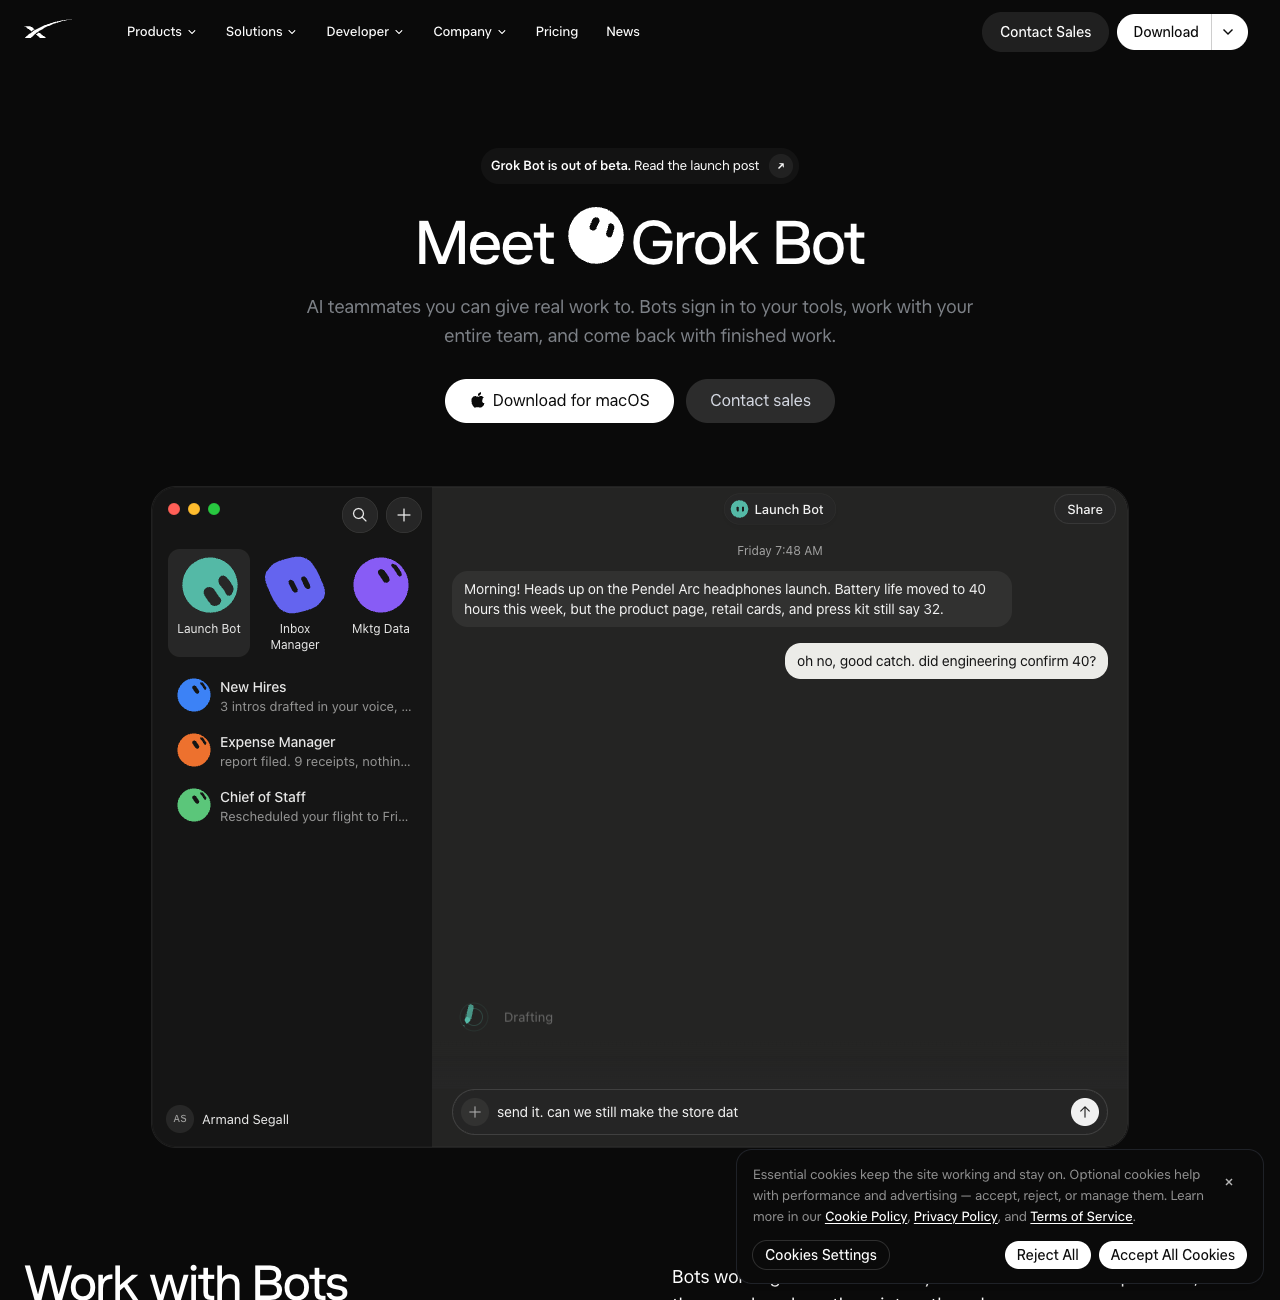 Products
Solutions
Developer
Company
Pricing
News
Contact Sales
Download
Grok Bot is out of beta. Read the launch post
Meet Grok Bot
AI teammates you can give real work to. Bots sign in to your tools, work with your
entire team, and come back with finished work.
Download for macOS
Contact sales
Launch Bot
Inbox
Manager
Mktg Data
New Hires
3 intros drafted in your voice, ...
Expense Manager
report filed. 9 receipts, nothin...
Chief of Staff
Rescheduled your flight to Fri...
AS
Armand Segall
Launch Bot
Share
Friday 7:48 AM
Morning! Heads up on the Pendel Arc headphones launch. Battery life moved to 40
hours this week, but the product page, retail cards, and press kit still say 32.
oh no, good catch. did engineering confirm 40?
Drafting
send it. can we still make the store dat
Essential cookies keep the site working and stay on. Optional cookies help
with performance and advertising — accept, reject, or manage them. Learn
more in our Cookie Policy, Privacy Policy, and Terms of Service.
Cookies Settings
Reject All
Accept All Cookies
Work with Bots
Bots